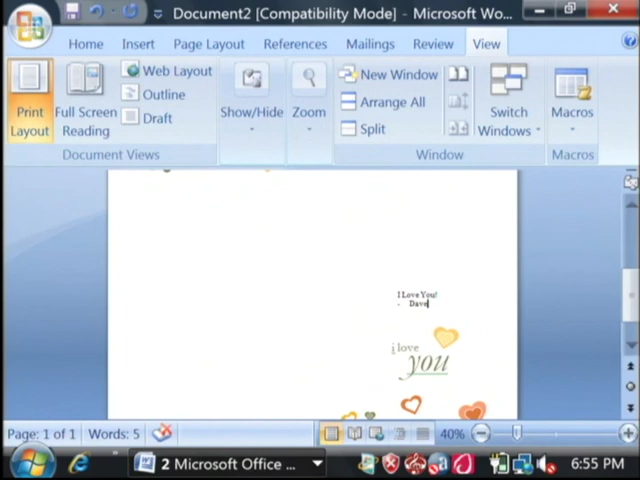 Document2 [Compatibility Mode] - Microsoft Wo...
Home Insert Page Layout References Mailings Review View
Print Layout
Full Screen Reading
Web Layout
Outline
Draft
Show/Hide
Zoom
New Window
Arrange All
Split
Switch Windows
Macros
Document Views
Window
Macros
I Love You!
- Dave
i love
you
Page: 1 of 1 Words: 5 40%
2 Microsoft Office ... 6:55 PM